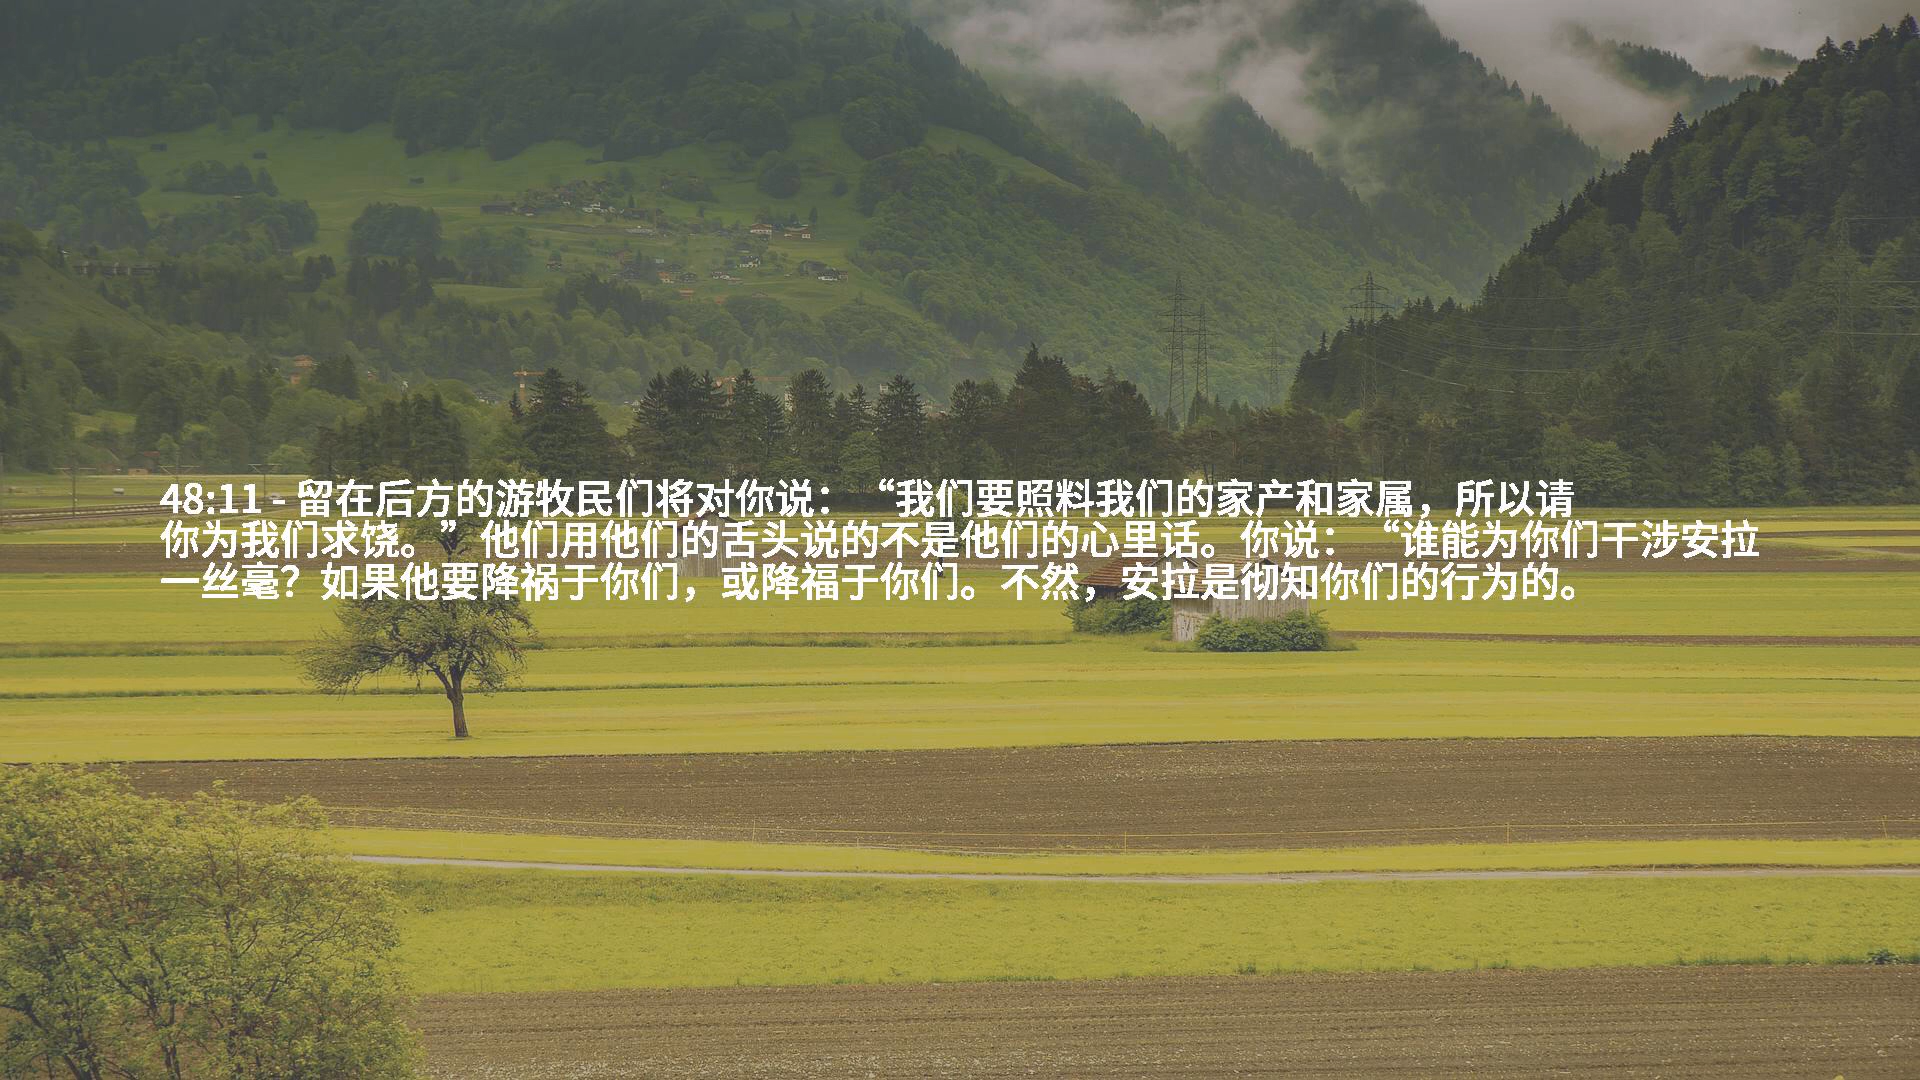 48:11 - 留在后方的游牧民们将对你说：“我们要照料我们的家产和家属，所以请
你为我们求饶。” 他们用他们的舌头说的不是他们的心里话。你说：“谁能为你们干涉安拉
一丝毫？如果他要降祸于你们，或降福于你们。不然，安拉是彻知你们的行为的。